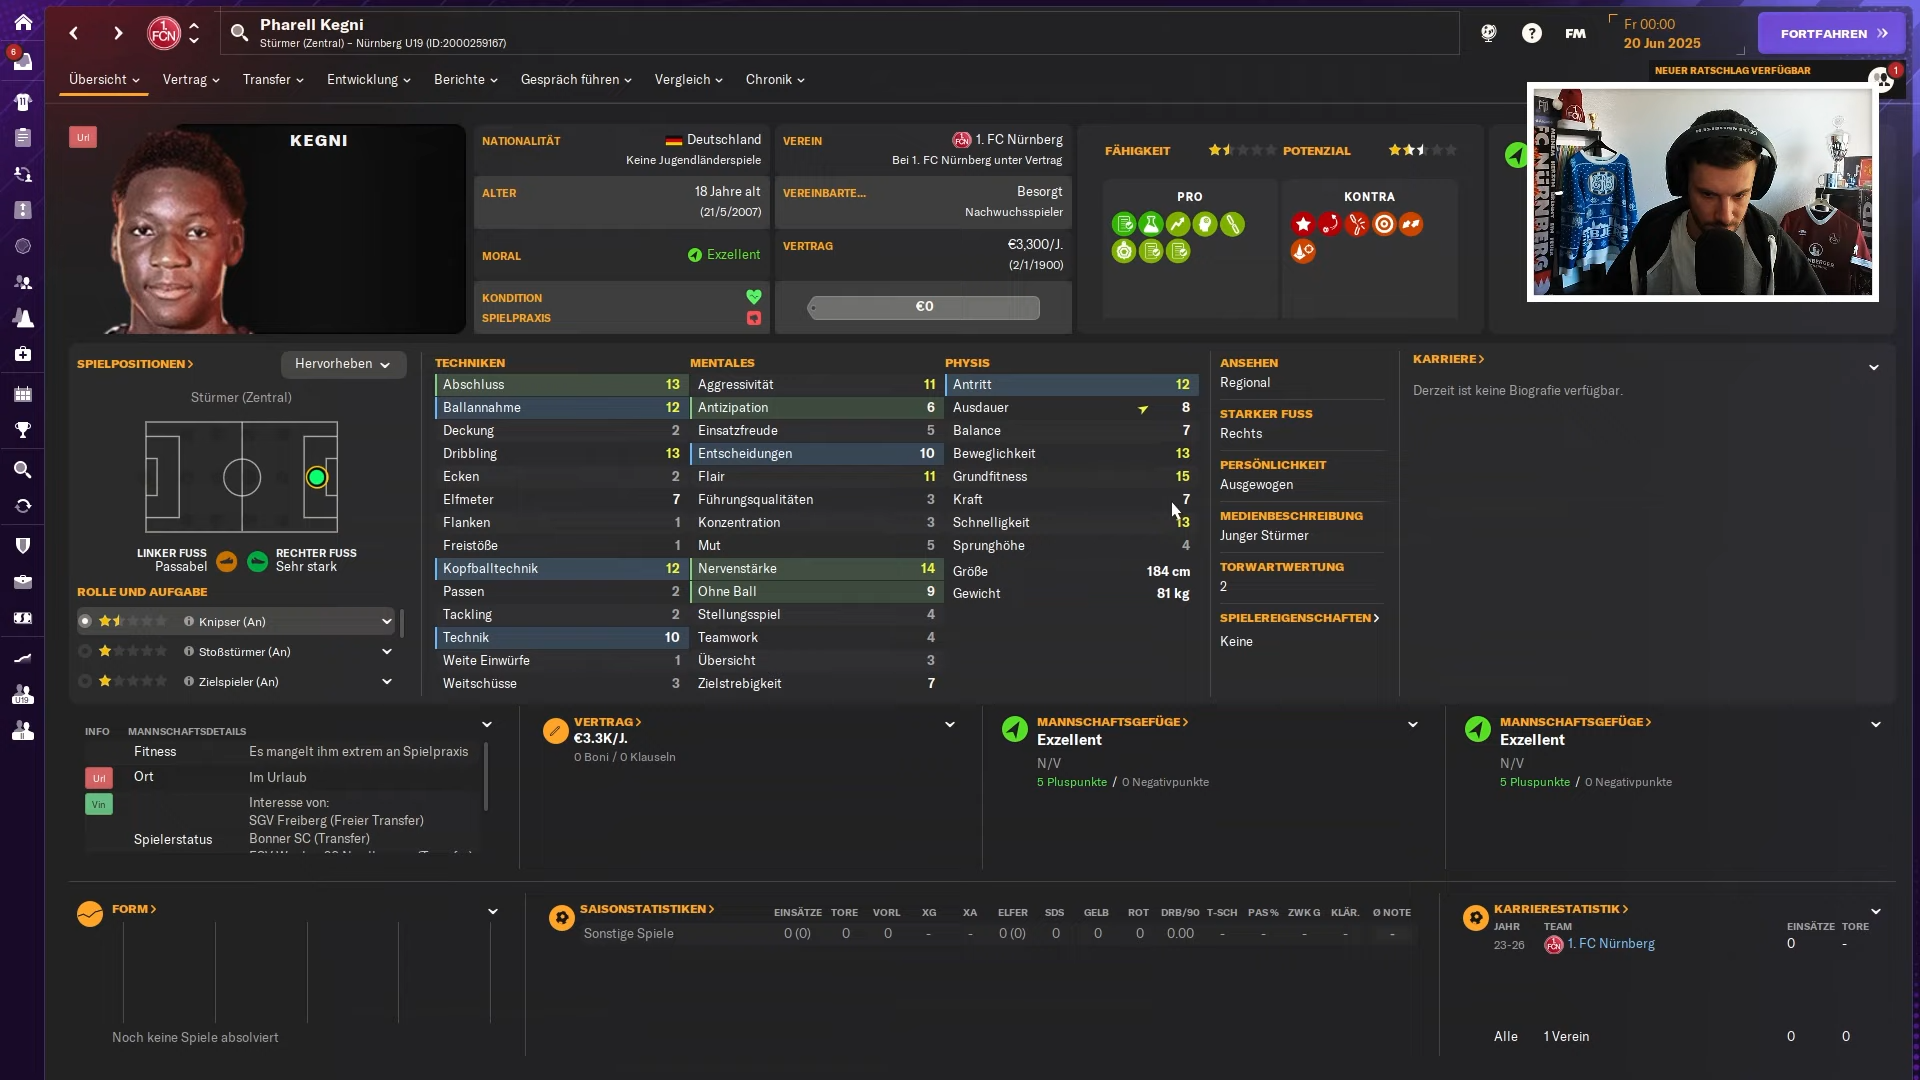 Pharell Kegni
Stürmer (Zentral) – Nürnberg U19 (ID:2000259167)
FM
Fr 00:00
20 Jun 2025
FORTFAHREN
6
Übersicht
Vertrag
Transfer
Entwicklung
Berichte
Gespräch führen
Vergleich
Chronik
NEUER RATSCHLAG VERFÜGBAR
1
Url
KEGNI
NATIONALITÄT
Deutschland
Keine Jugendländerspiele
ALTER
18 Jahre alt
(21/5/2007)
MORAL
Exzellent
KONDITION
SPIELPRAXIS
VEREIN
1. FC Nürnberg
Bei 1. FC Nürnberg unter Vertrag
VEREINBARTE...
Besorgt
Nachwuchsspieler
VERTRAG
€3,300/J.
(2/1/1900)
€0
FÄHIGKEIT
POTENZIAL
PRO
KONTRA
FC NÜRNBERG
SPIELPOSITIONEN
Hervorheben
Stürmer (Zentral)
LINKER FUSS
Passabel
RECHTER FUSS
Sehr stark
ROLLE UND AUFGABE
Knipser (An)
Stoßstürmer (An)
Zielspieler (An)
TECHNIKEN
Abschluss 13
Ballannahme 12
Deckung 2
Dribbling 13
Ecken 2
Elfmeter 7
Flanken 1
Freistöße 1
Kopfballtechnik 12
Passen 2
Tackling 2
Technik 10
Weite Einwürfe 1
Weitschüsse 3
MENTALES
Aggressivität 11
Antizipation 6
Einsatzfreude 5
Entscheidungen 10
Flair 11
Führungsqualitäten 3
Konzentration 3
Mut 5
Nervenstärke 14
Ohne Ball 9
Stellungsspiel 4
Teamwork 4
Übersicht 3
Zielstrebigkeit 7
PHYSIS
Antritt 12
Ausdauer 8
Balance 7
Beweglichkeit 13
Grundfitness 15
Kraft 7
Schnelligkeit 13
Sprunghöhe 4
Größe 184 cm
Gewicht 81 kg
ANSEHEN
Regional
STARKER FUSS
Rechts
PERSÖNLICHKEIT
Ausgewogen
MEDIENBESCHREIBUNG
Junger Stürmer
TORWARTWERTUNG
2
SPIELEREIGENSCHAFTEN
Keine
KARRIERE
Derzeit ist keine Biografie verfügbar.
U19
INFO MANNSCHAFTSDETAILS
Fitness Es mangelt ihm extrem an Spielpraxis
Url Ort Im Urlaub
Vin
Spielerstatus
Interesse von:
SGV Freiberg (Freier Transfer)
Bonner SC (Transfer)
VERTRAG
€3.3K/J.
0 Boni / 0 Klauseln
MANNSCHAFTSGEFÜGE
Exzellent
N/V
5 Pluspunkte / 0 Negativpunkte
MANNSCHAFTSGEFÜGE
Exzellent
N/V
5 Pluspunkte / 0 Negativpunkte
FORM
Noch keine Spiele absolviert
SAISONSTATISTIKEN
EINSÄTZE TORE VORL XG XA ELFER SDS GELB ROT DRB/90 T-SCH PAS % ZWK G KLÄR. Ø NOTE
Sonstige Spiele 0 (0) 0 0 - - 0 (0) 0 0 0 0.00 - - - - -
KARRIERESTATISTIK
JAHR TEAM EINSÄTZE TORE
23-26 1. FC Nürnberg 0 -
Alle 1 Verein 0 0